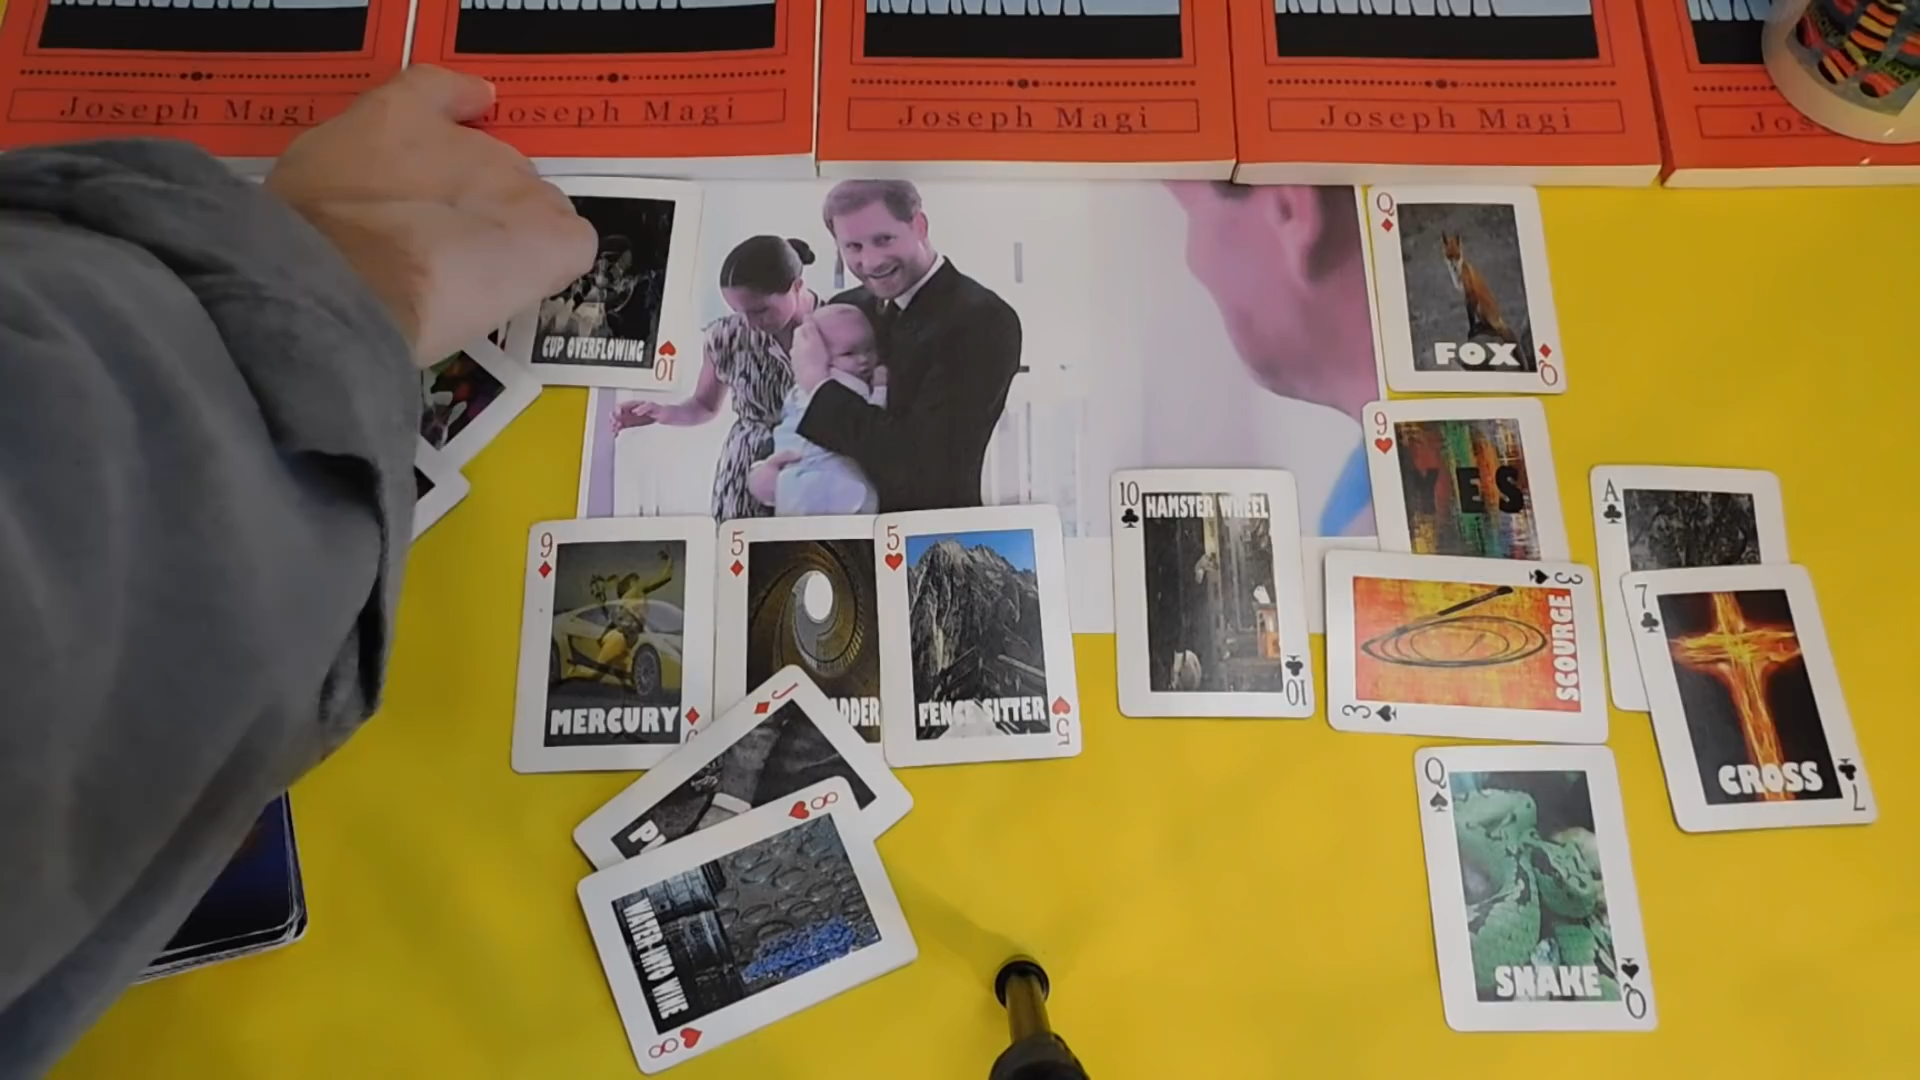 Joseph Magi
Joseph Magi
Joseph Magi
Joseph Magi
Jos
10
CUP OVERFLOWING
Q
FOX
Q
9
YES
10
HAMSTER WHEEL
10
A
9
MERCURY
5
5
FENCE SITTER
5
3
SCOURGE
3
7
CROSS
7
J
8
WATER INTO WINE
8
Q
SNAKE
Q